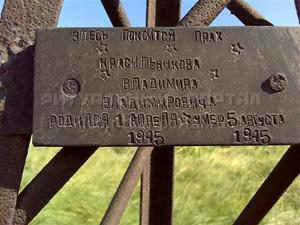 ЗДЕСЬ ПОКОИТСЯ ПРАХ
КРАСИЛЬНИКОВА
ВЛАДИМИРА
ВЛАДИМИРОВИЧА
РОДИЛСЯ 1 АПРЕЛЯ☆УМЕР 5 АВГУСТА
1945 1945